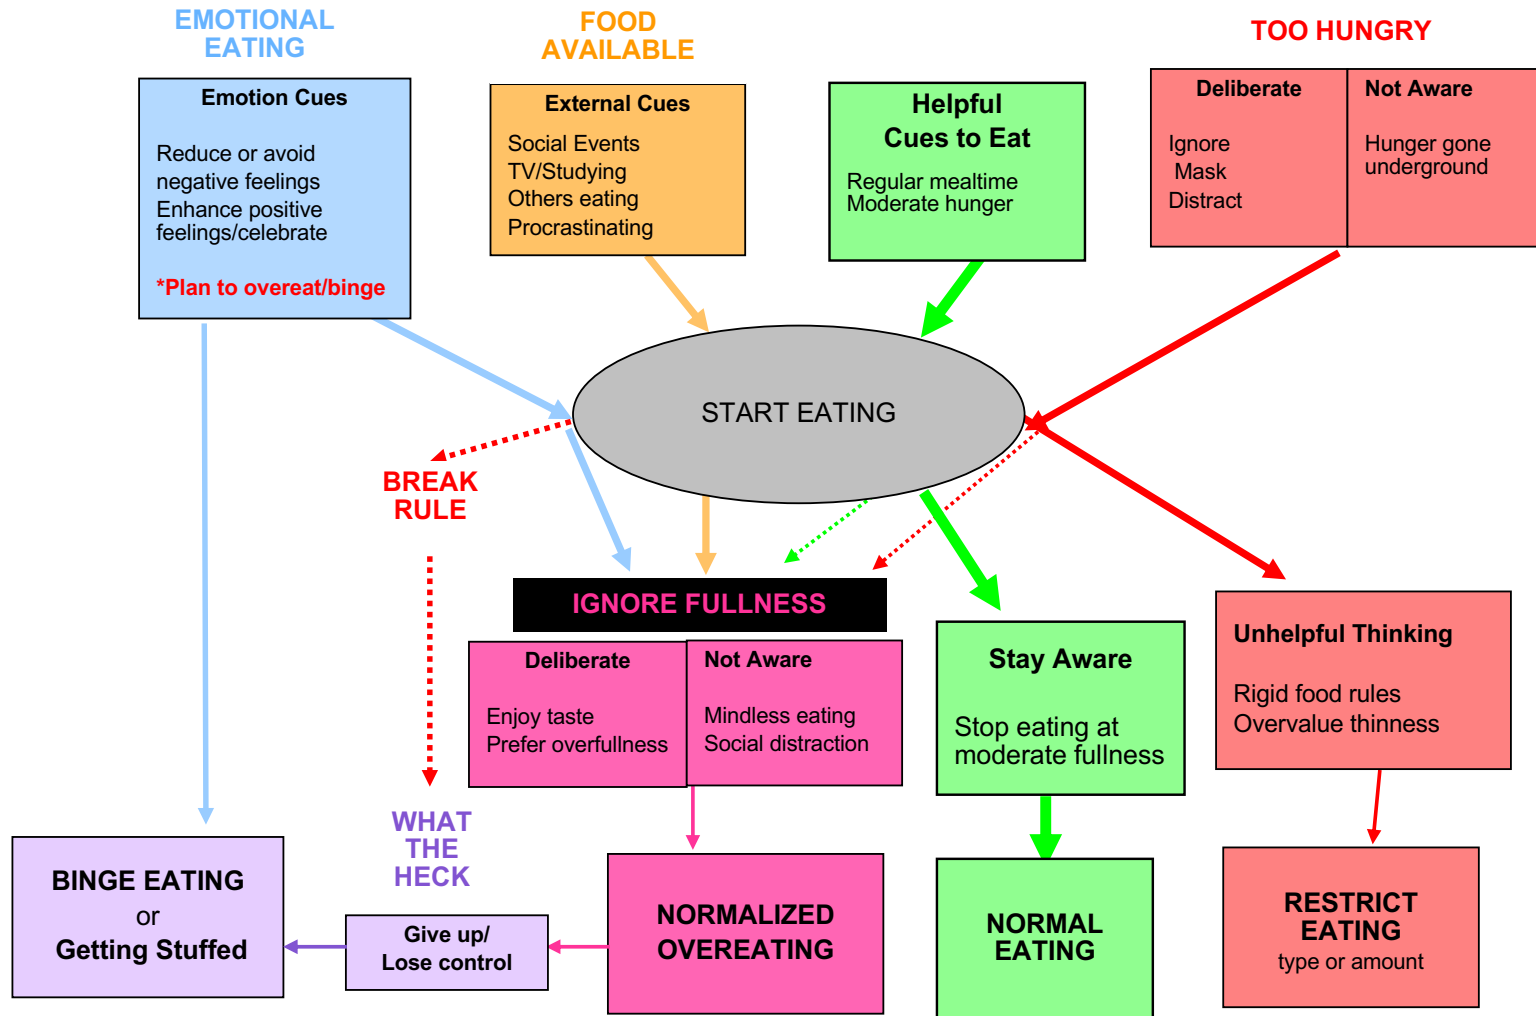 EMOTIONAL
EATING
FOOD
AVAILABLE
TOO HUNGRY
Emotion Cues
Reduce or avoid
negative feelings
Enhance positive
feelings/celebrate
*Plan to overeat/binge
External Cues
Social Events
TV/Studying
Others eating
Procrastinating
Helpful
Cues to Eat
Regular mealtime
Moderate hunger
Deliberate
Ignore
Mask
Distract
Not Aware
Hunger gone
underground
START EATING
BREAK
RULE
IGNORE FULLNESS
Deliberate
Enjoy taste
Prefer overfullness
Not Aware
Mindless eating
Social distraction
Stay Aware
Stop eating at
moderate fullness
Unhelpful Thinking
Rigid food rules
Overvalue thinness
WHAT
THE
HECK
BINGE EATING
or
Getting Stuffed
Give up/
Lose control
NORMALIZED
OVEREATING
NORMAL
EATING
RESTRICT
EATING
type or amount